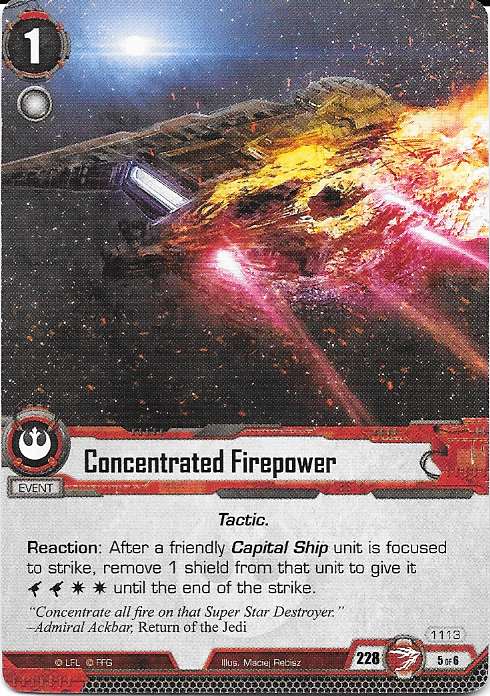 1
Concentrated Firepower
EVENT
Tactic.
Reaction: After a friendly Capital Ship unit is focused
to strike, remove 1 shield from that unit to give it
until the end of the strike.
"Concentrate all fire on that Super Star Destroyer."
–Admiral Ackbar, Return of the Jedi
1113
© LFL © FFG
Illus. Maciej Rebisz
228
5 OF 6